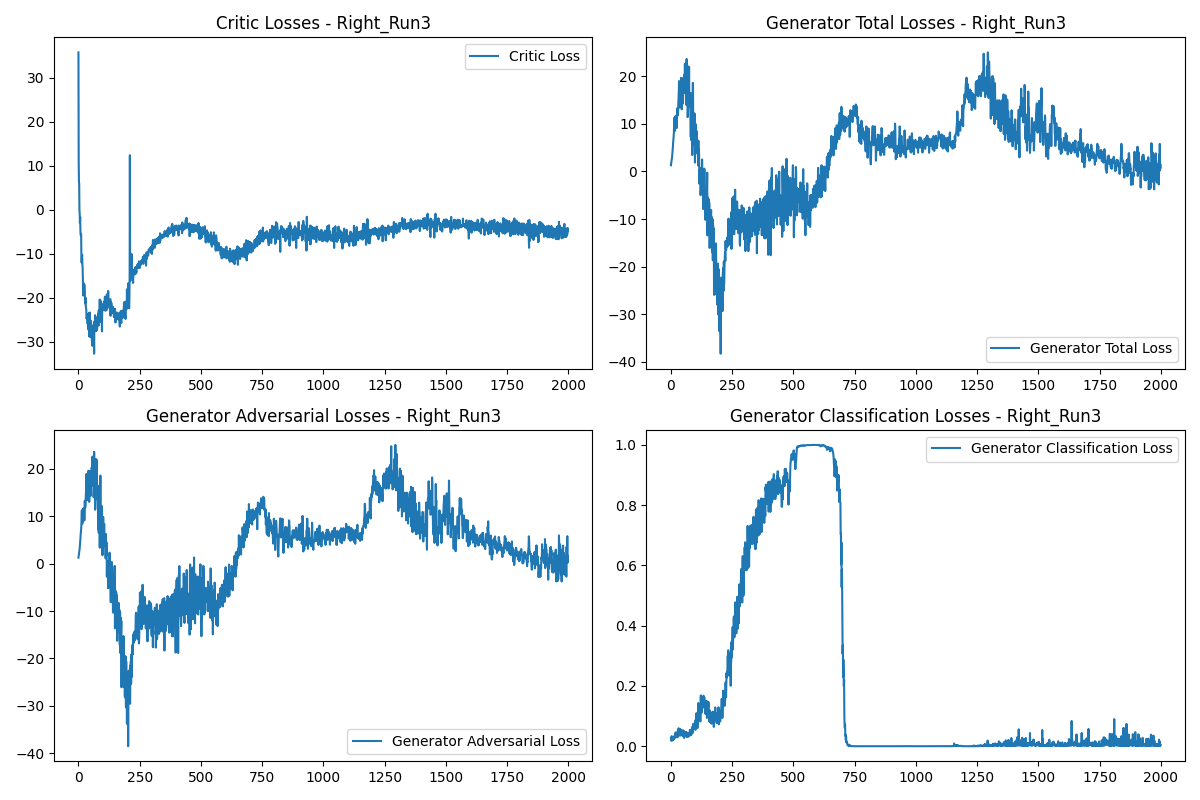 Critic Losses - Right_Run3
Critic Loss
30
20
10
0
−10
−20
−30
0 250 500 750 1000 1250 1500 1750 2000
Generator Total Losses - Right_Run3
20
10
0
−10
−20
−30
−40
Generator Total Loss
0 250 500 750 1000 1250 1500 1750 2000
Generator Adversarial Losses - Right_Run3
20
10
0
−10
−20
−30
−40
Generator Adversarial Loss
0 250 500 750 1000 1250 1500 1750 2000
Generator Classification Losses - Right_Run3
Generator Classification Loss
1.0
0.8
0.6
0.4
0.2
0.0
0 250 500 750 1000 1250 1500 1750 2000